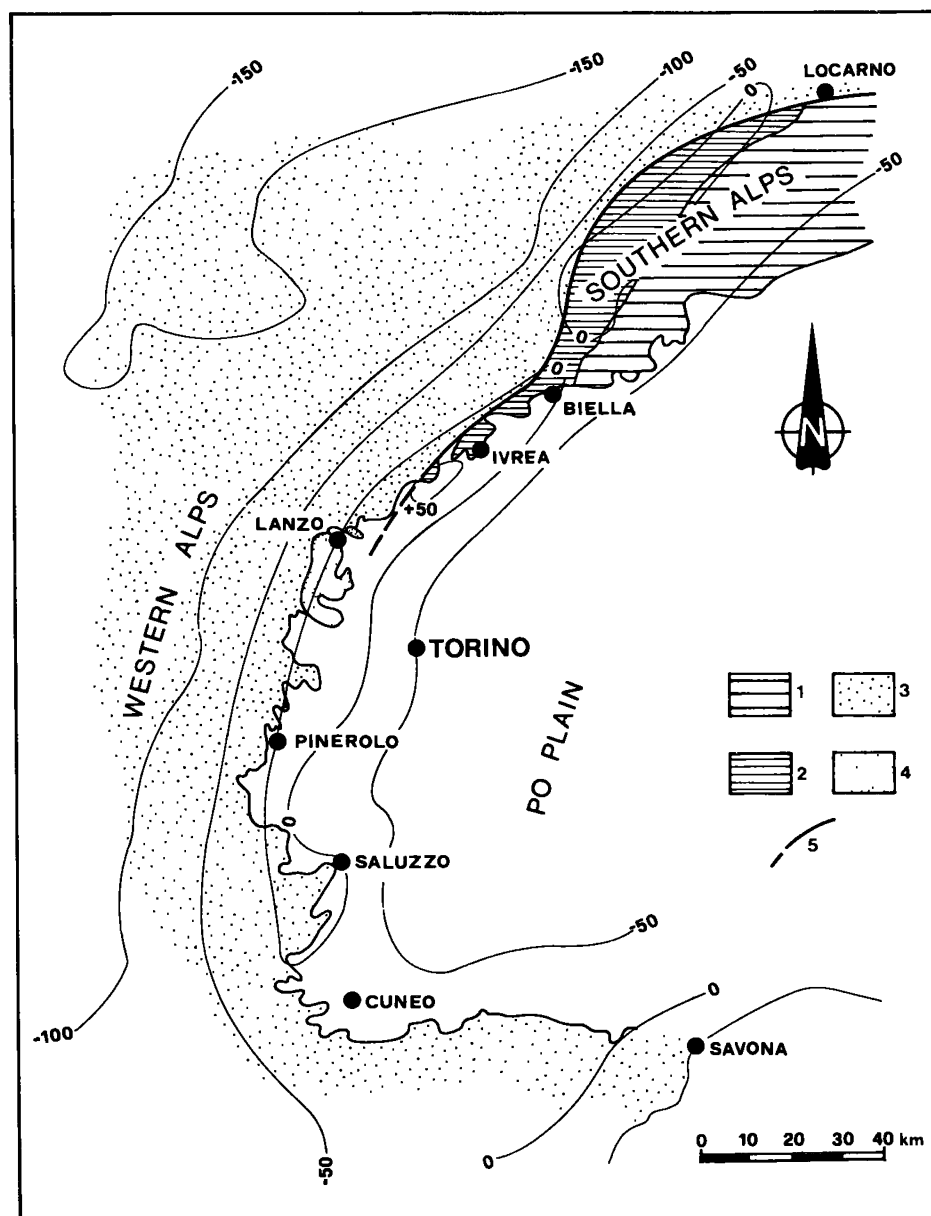 -150
-150
-100
-50
0
LOCARNO
-50
SOUTHERN ALPS
0
0
BIELLA
IVREA
N
+50
LANZO
WESTERN ALPS
TORINO
1
3
PINEROLO
PO PLAIN
2
4
0
5
SALUZZO
-50
CUNEO
0
-100
SAVONA
0 10 20 30 40 km
-50
0